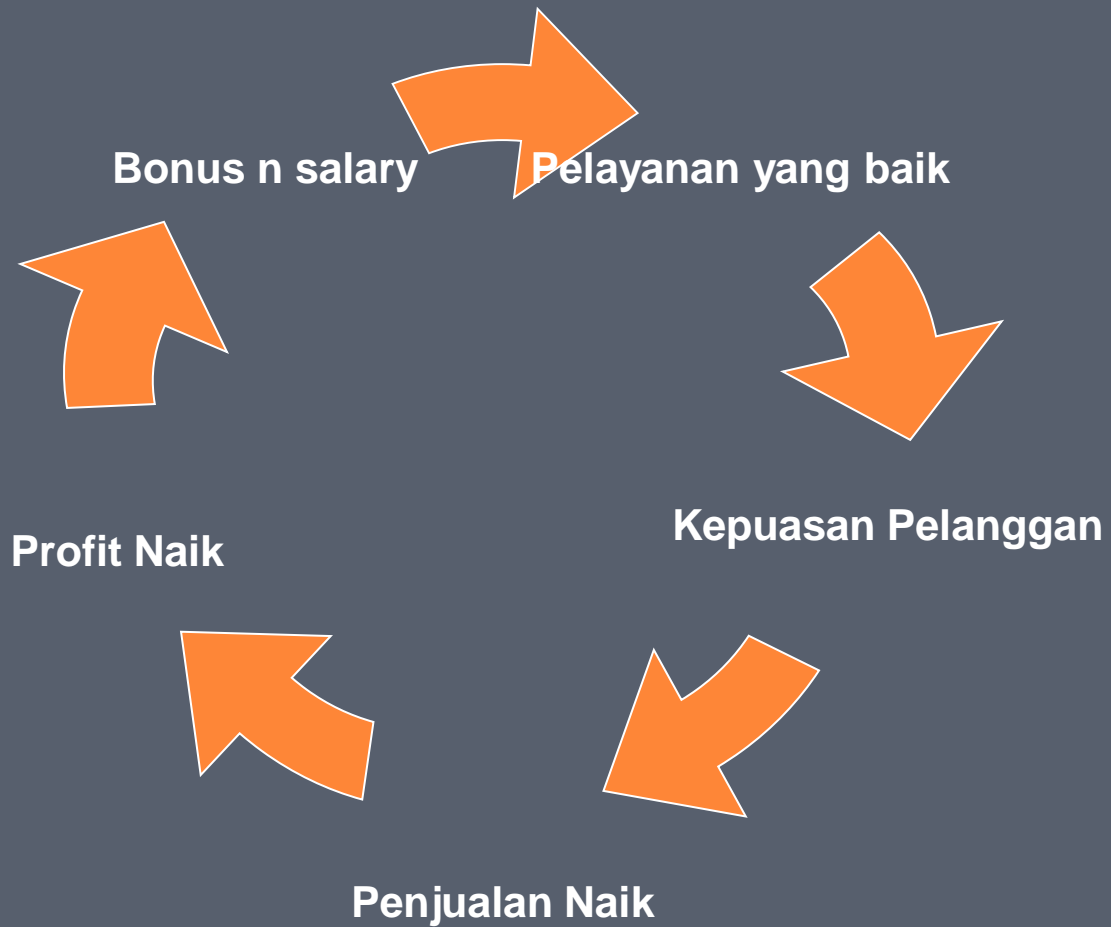 Bonus n salary
Pelayanan yang baik
Kepuasan Pelanggan
Profit Naik
Penjualan Naik